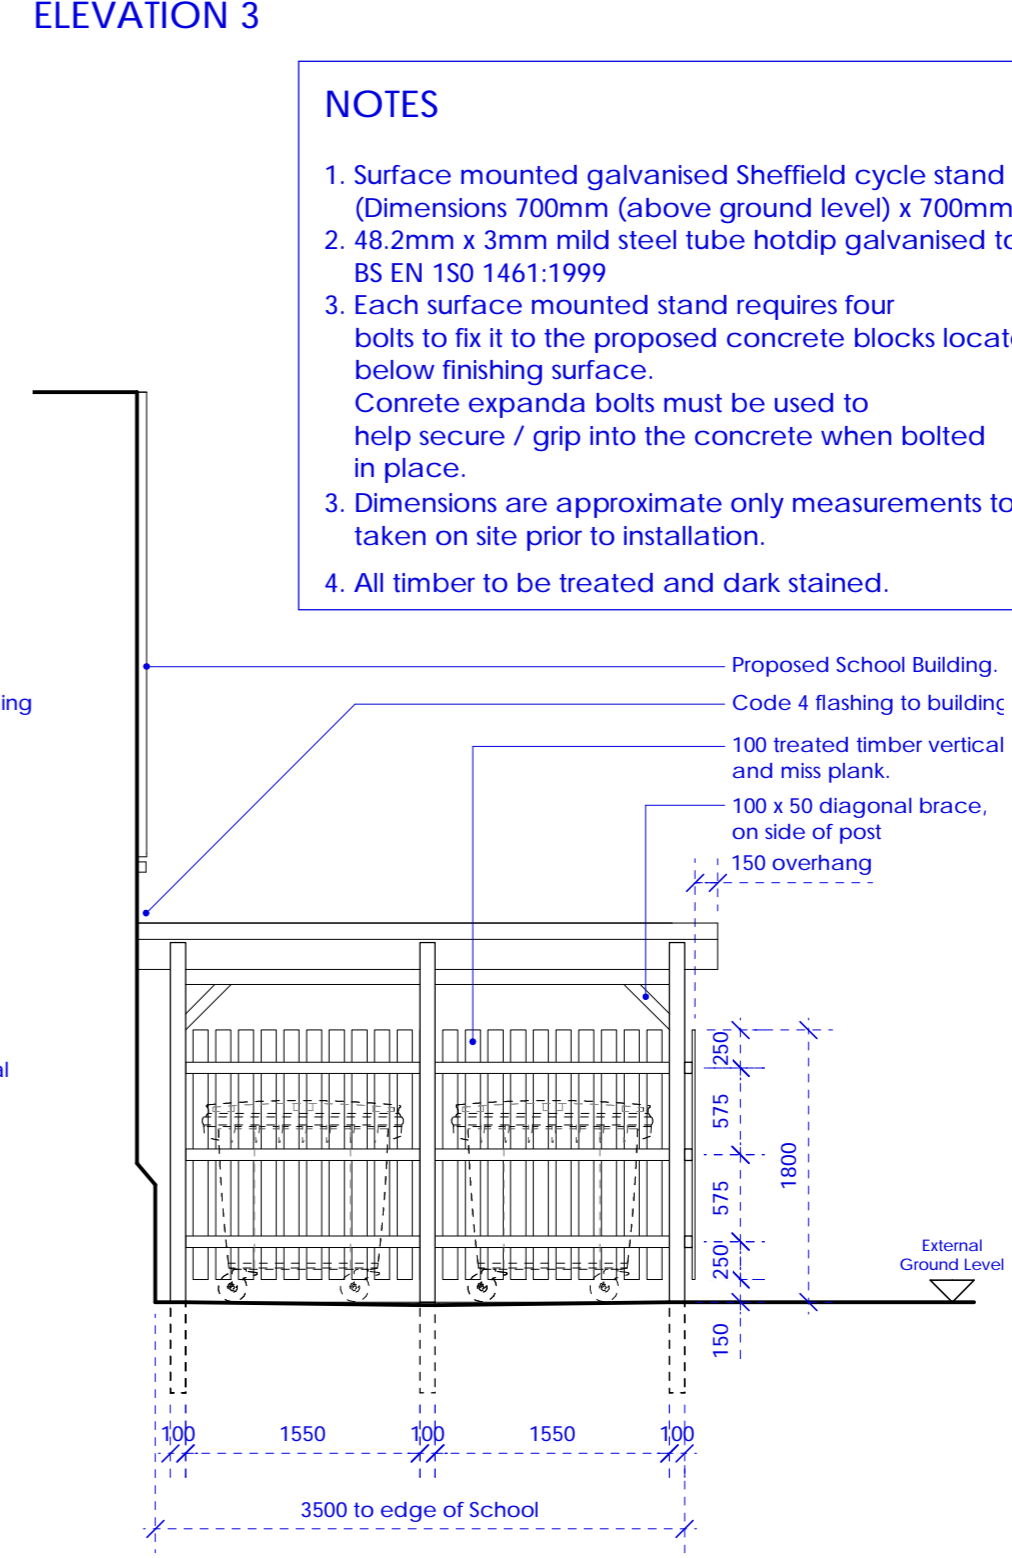 ELEVATION 3
NOTES
1. Surface mounted galvanised Sheffield cycle stand
(Dimensions 700mm (above ground level) x 700mm
2. 48.2mm x 3mm mild steel tube hotdip galvanised to
BS EN 1S0 1461:1999
3. Each surface mounted stand requires four
bolts to fix it to the proposed concrete blocks locate
below finishing surface.
Conrete expanda bolts must be used to
help secure / grip into the concrete when bolted
in place.
3. Dimensions are approximate only measurements to
taken on site prior to installation.
4. All timber to be treated and dark stained.
Proposed School Building.
ing
Code 4 flashing to building
100 treated timber vertical
and miss plank.
100 x 50 diagonal brace,
on side of post
150 overhang
al
250
575
1800
575
250
150
External
Ground Level
100 1550 100 1550 100
3500 to edge of School